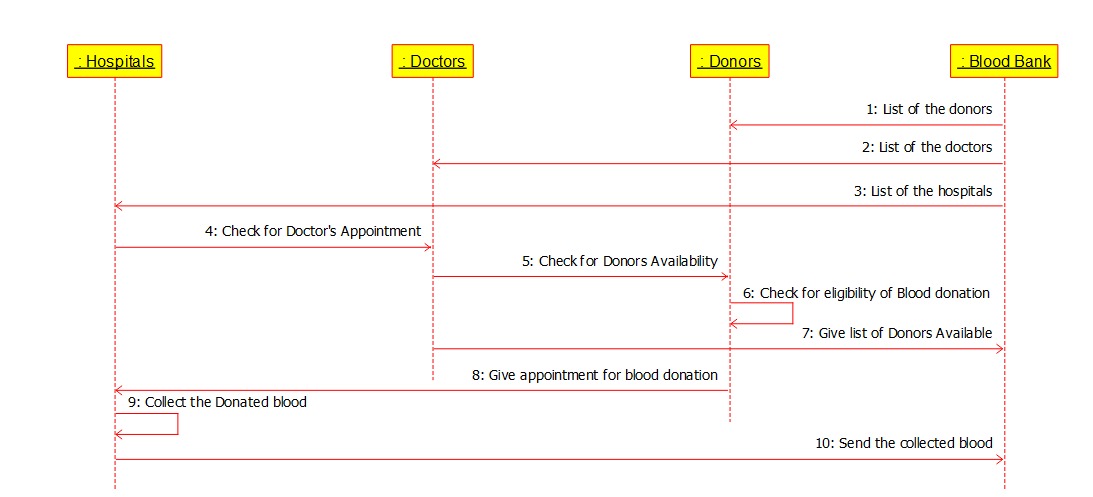 : Hospitals
: Doctors
: Donors
: Blood Bank
1: List of the donors
2: List of the doctors
3: List of the hospitals
4: Check for Doctor's Appointment
5: Check for Donors Availability
6: Check for eligibility of Blood donation
7: Give list of Donors Available
8: Give appointment for blood donation
9: Collect the Donated blood
10: Send the collected blood